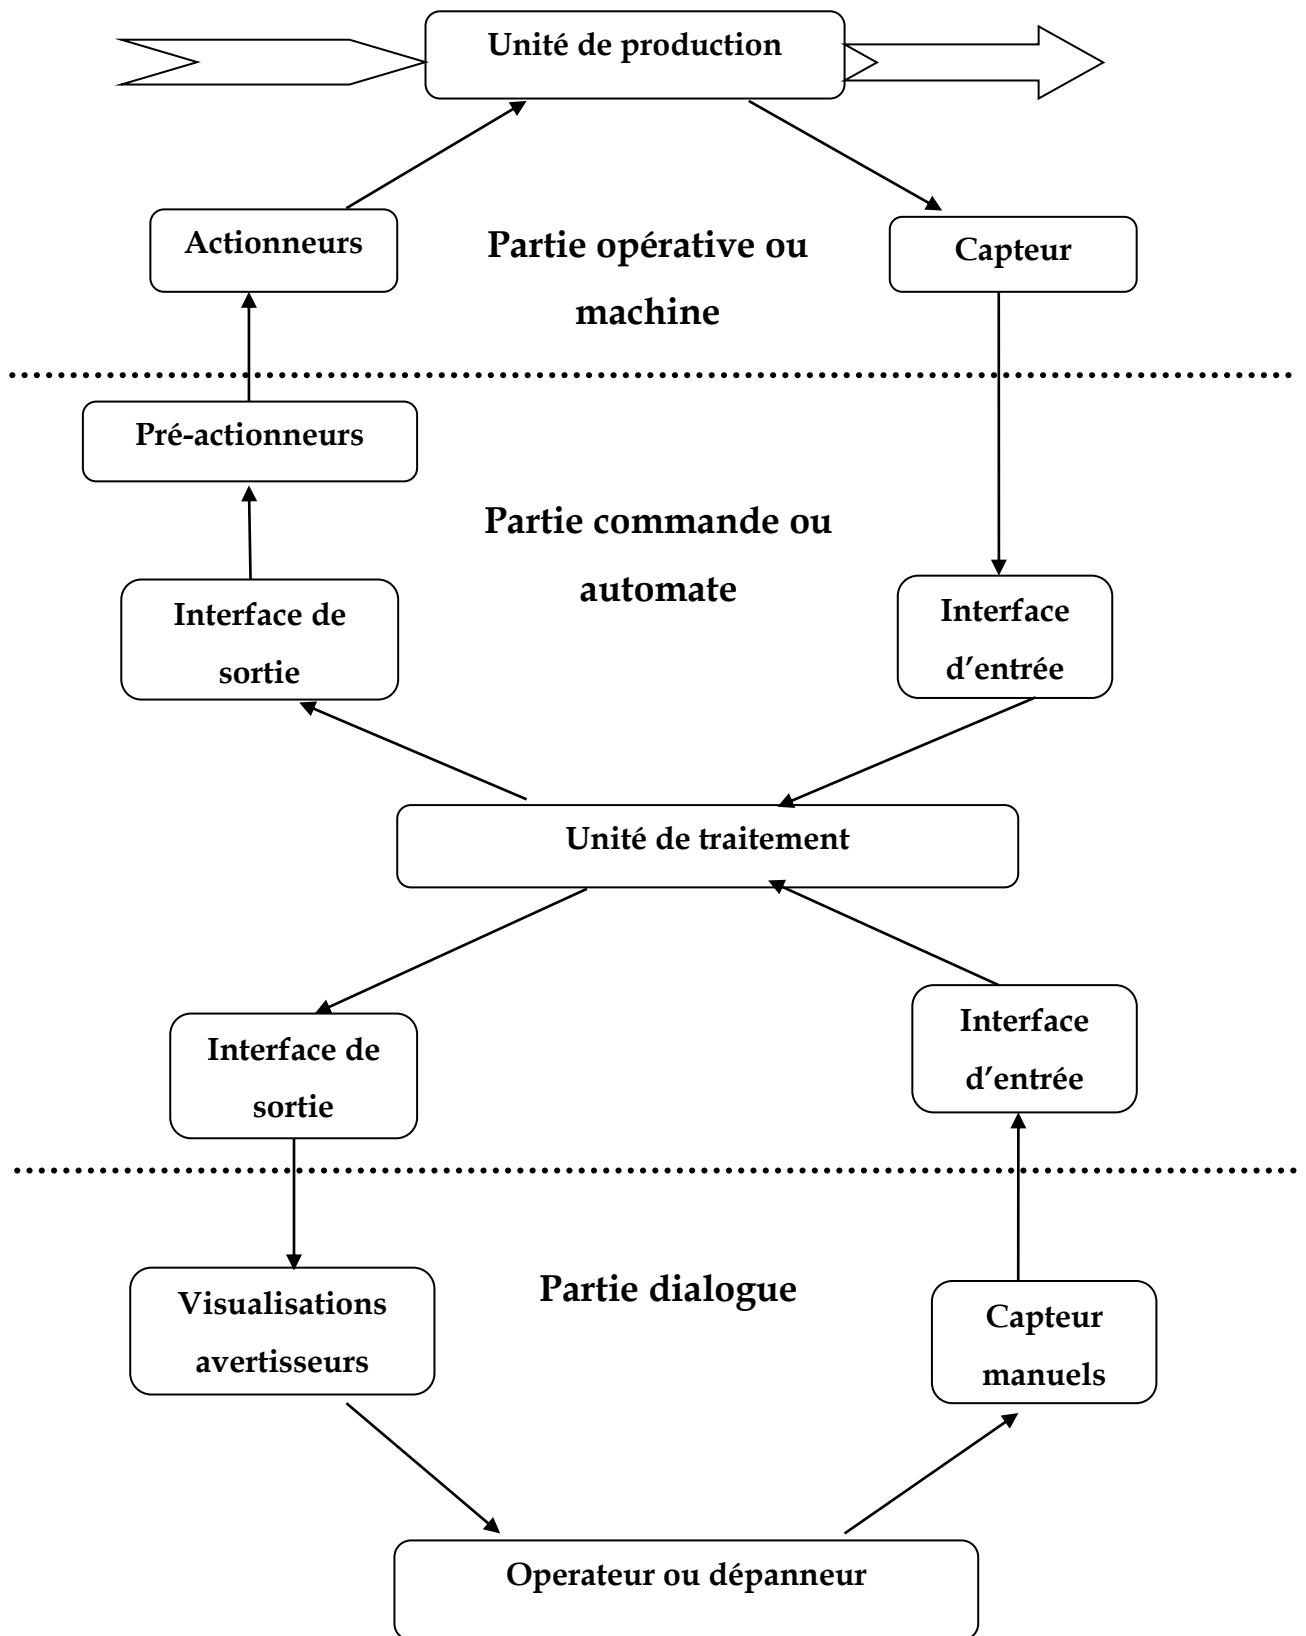 Unité de production
Actionneurs
Partie opérative ou
machine
Capteur
Pré-actionneurs
Partie commande ou
automate
Interface de
sortie
Interface
d’entrée
Unité de traitement
Interface de
sortie
Interface
d’entrée
Visualisations
avertisseurs
Partie dialogue
Capteur
manuels
Operateur ou dépanneur